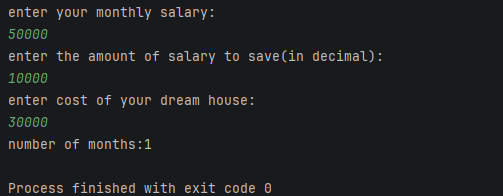 enter your monthly salary:
50000
enter the amount of salary to save(in decimal):
10000
enter cost of your dream house:
30000
number of months:1
Process finished with exit code 0